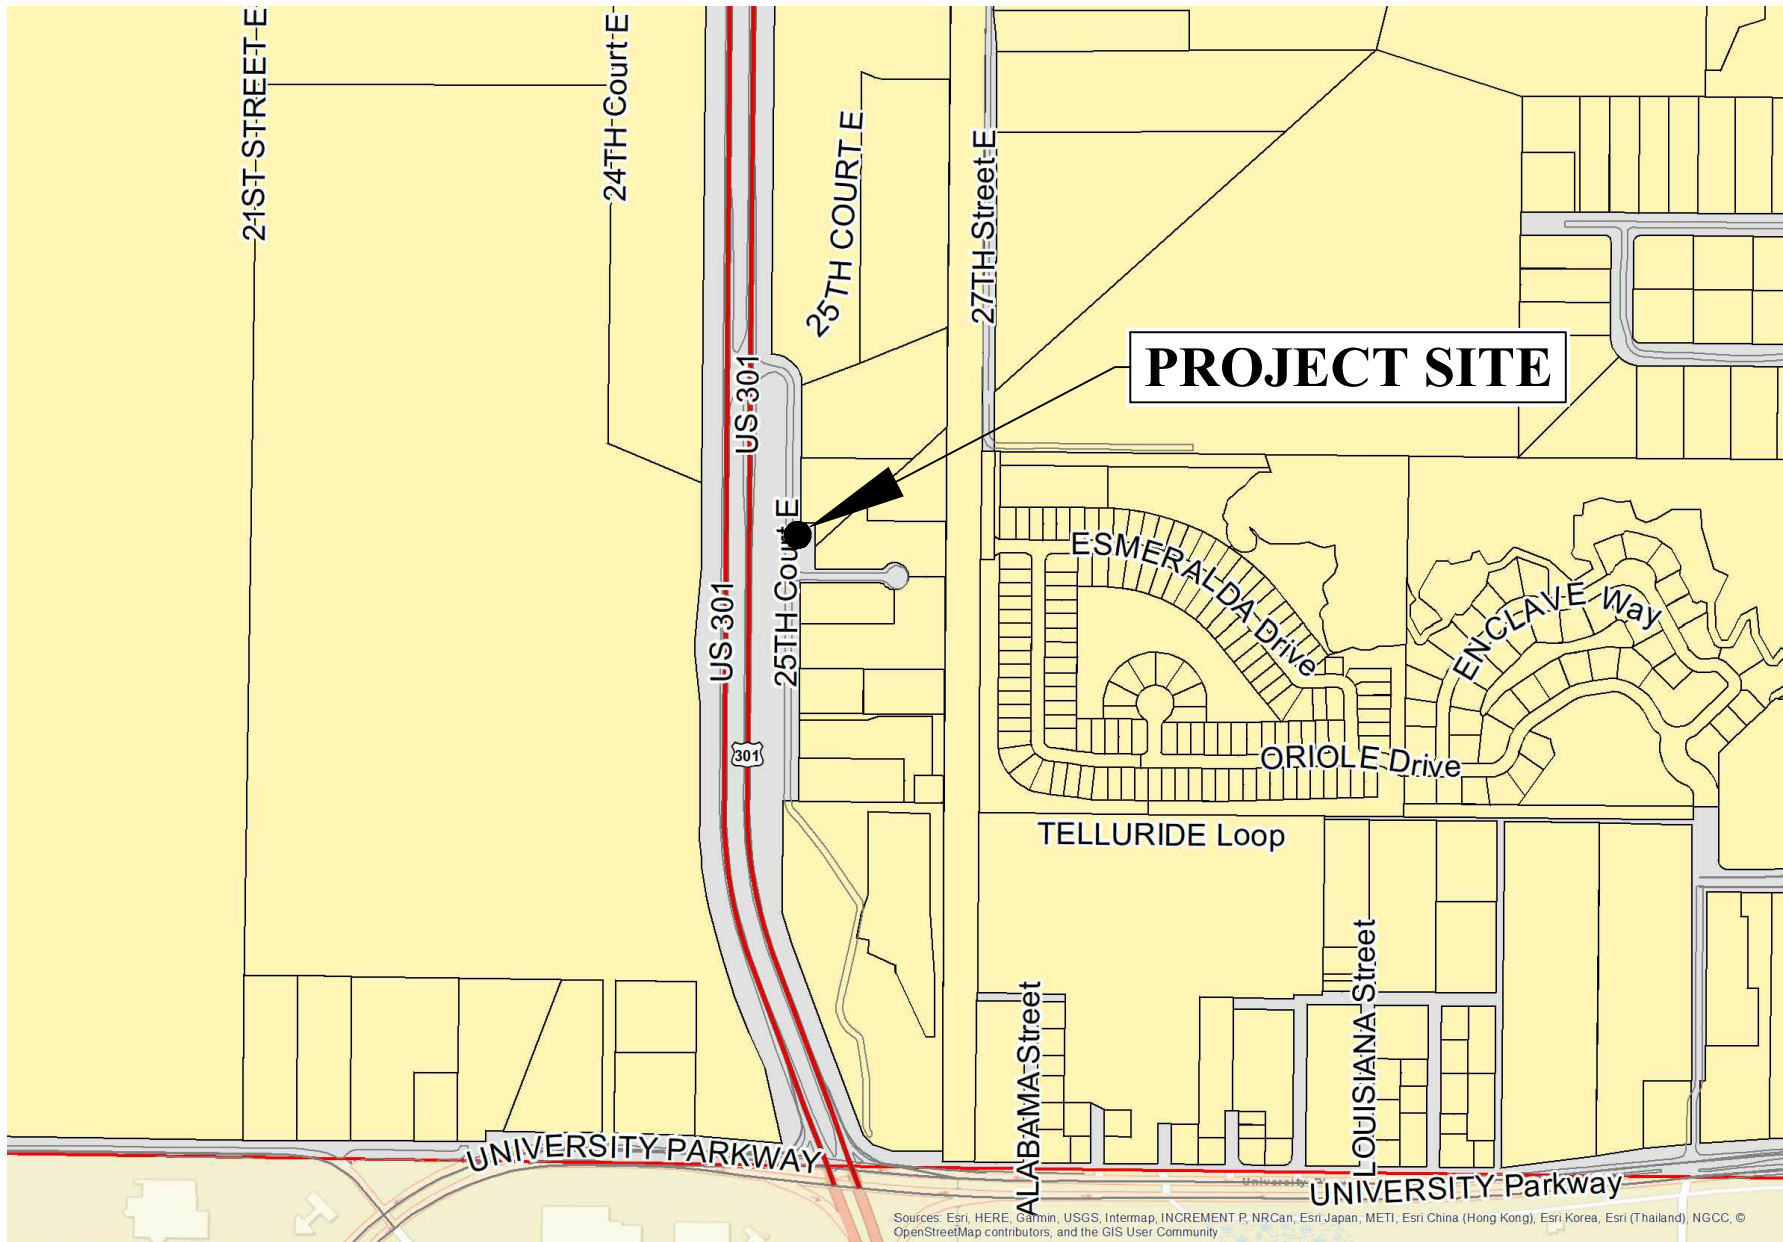 21ST STREET E
24TH Court E
25TH COURT E
27TH Street E
US 301
PROJECT SITE
25TH Court E
US 301
301
ESMERALDA Drive
ENCLAVE Way
ORIOLE Drive
TELLURIDE Loop
ALABAMA Street
LOUISIANA Street
UNIVERSITY PARKWAY
UNIVERSITY Parkway
Sources: Esri, HERE, Garmin, USGS, Intermap, INCREMENT P, NRCan, Esri Japan, METI, Esri China (Hong Kong), Esri Korea, Esri (Thailand), NGCC, ©
OpenStreetMap contributors, and the GIS User Community